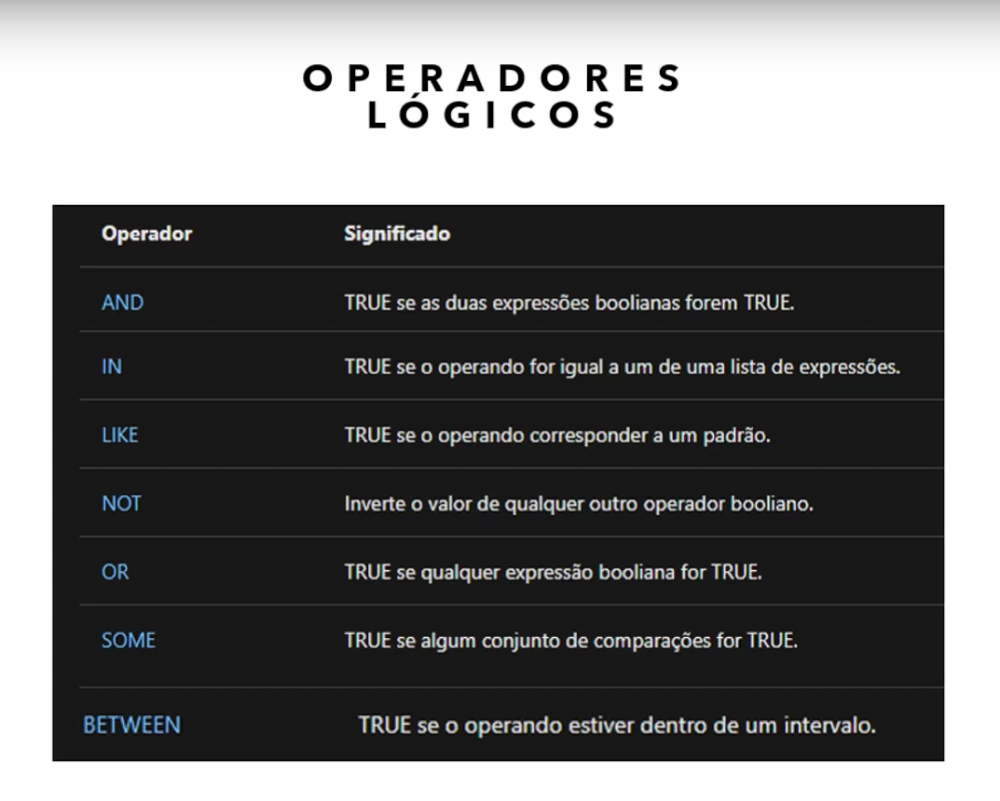 OPERADORES
LÓGICOS
Operador Significado
AND TRUE se as duas expressões boolianas forem TRUE.
IN TRUE se o operando for igual a um de uma lista de expressões.
LIKE TRUE se o operando corresponder a um padrão.
NOT Inverte o valor de qualquer outro operador booliano.
OR TRUE se qualquer expressão booliana for TRUE.
SOME TRUE se algum conjunto de comparações for TRUE.
BETWEEN TRUE se o operando estiver dentro de um intervalo.